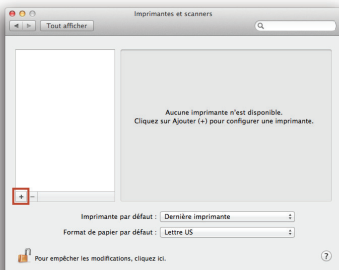 Imprimantes et scanners
Tout afficher
Aucune imprimante n'est disponible.
Cliquez sur Ajouter (+) pour configurer une imprimante.
+ −
Imprimante par défaut : Dernière imprimante
Format de papier par défaut : Lettre US
Pour empêcher les modifications, cliquez ici.
?